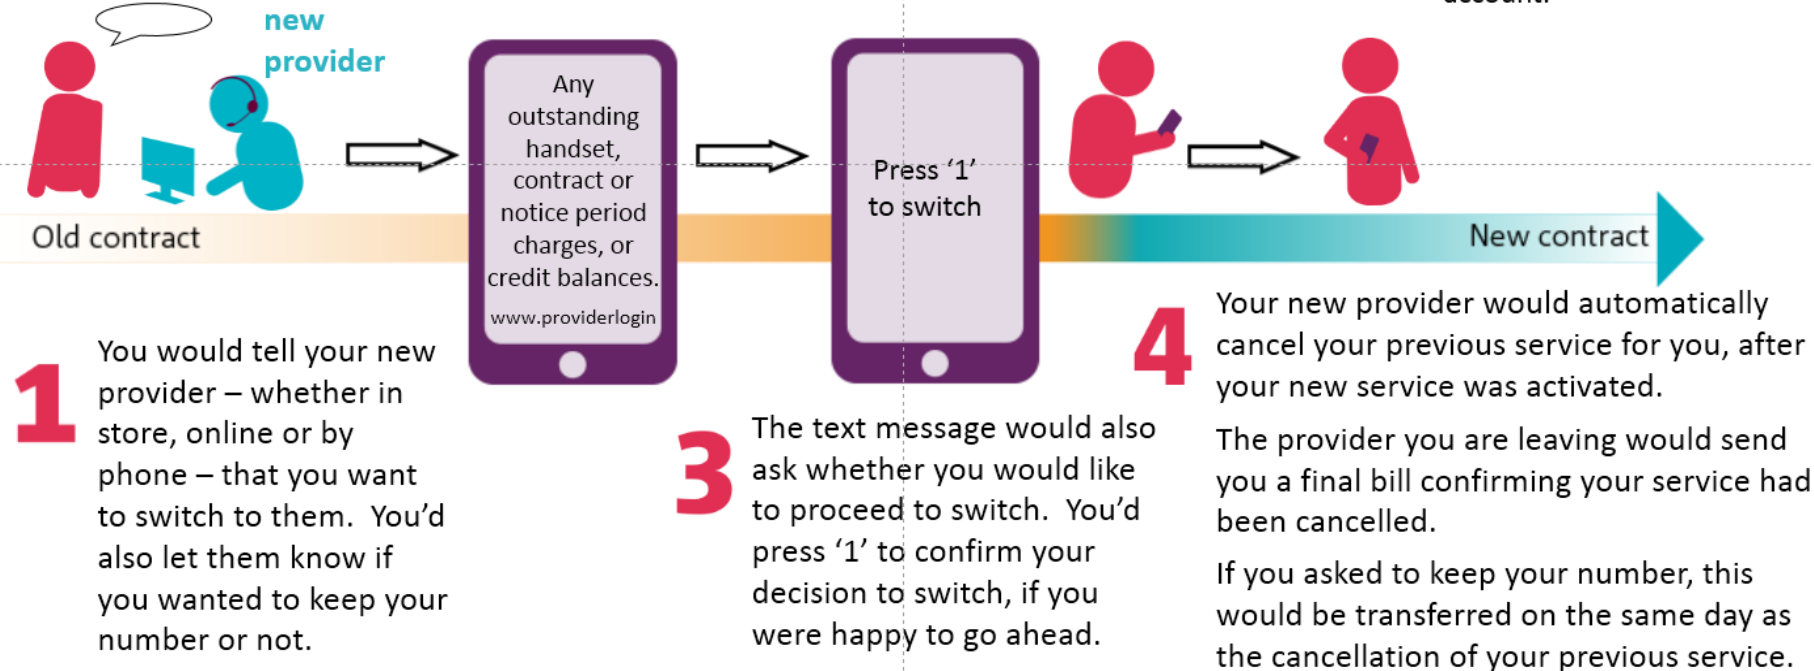 account.
new
provider
Any
outstanding
handset,
contract or
notice period
charges, or
credit balances.
www.providerlogin
Press ‘1’
to switch
Old contract
New contract
1
You would tell your new
provider – whether in
store, online or by
phone – that you want
to switch to them.  You’d
also let them know if
you wanted to keep your
number or not.
3
The text message would also
ask whether you would like
to proceed to switch.  You’d
press ‘1’ to confirm your
decision to switch, if you
were happy to go ahead.
4
Your new provider would automatically
cancel your previous service for you, after
your new service was activated.
The provider you are leaving would send
you a final bill confirming your service had
been cancelled.
If you asked to keep your number, this
would be transferred on the same day as
the cancellation of your previous service.